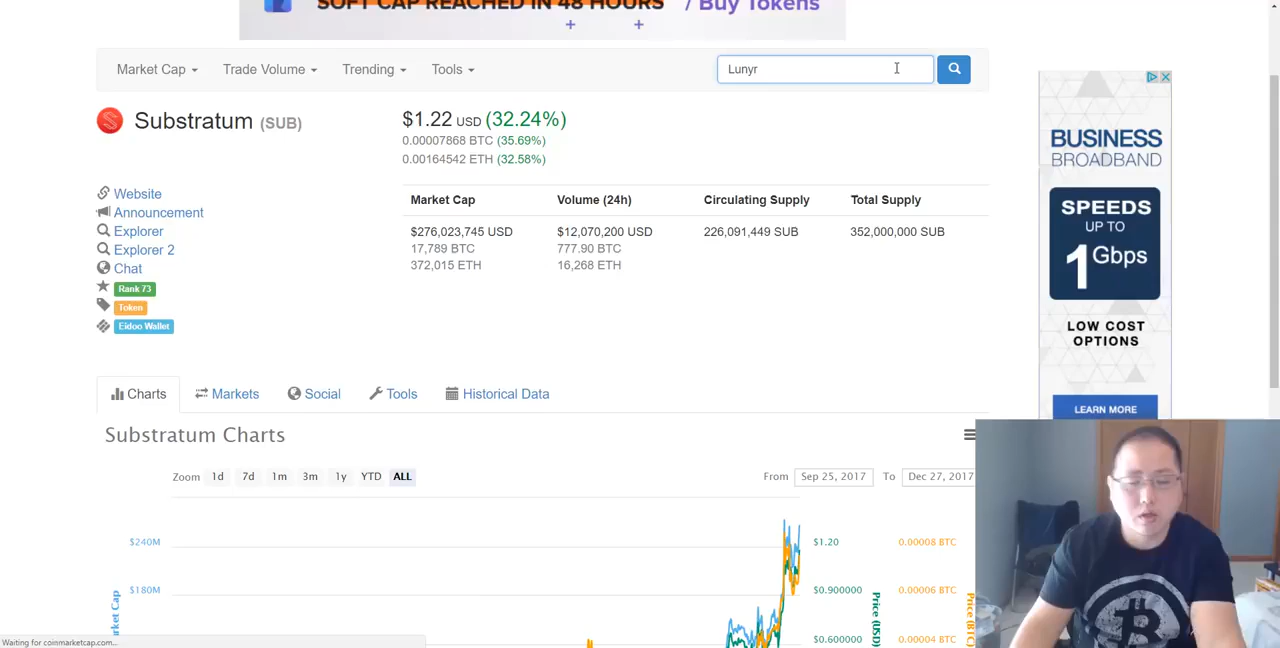 SOFT CAP REACHED IN 48 HOURS / Buy Tokens
Market Cap Trade Volume Trending Tools Lunyr
Substratum (SUB)
$1.22 USD (32.24%)
0.00007868 BTC (35.69%)
0.00164542 ETH (32.58%)
Website
Announcement
Explorer
Explorer 2
Chat
Rank 73
Token
Eidoo Wallet
Market Cap Volume (24h) Circulating Supply Total Supply
$276,023,745 USD $12,070,200 USD 226,091,449 SUB 352,000,000 SUB
17,789 BTC 777.90 BTC
372,015 ETH 16,268 ETH
BUSINESS
BROADBAND
SPEEDS
UP TO
1 Gbps
LOW COST
OPTIONS
LEARN MORE
Charts Markets Social Tools Historical Data
Substratum Charts
Zoom 1d 7d 1m 3m 1y YTD ALL From Sep 25, 2017 To Dec 27, 2017
$240M $1.20 0.00008 BTC
$180M $0.900000 0.00006 BTC
$0.600000 0.00004 BTC
ket Cap
Price (USD)
Price (BTC)
Waiting for coinmarketcap.com...